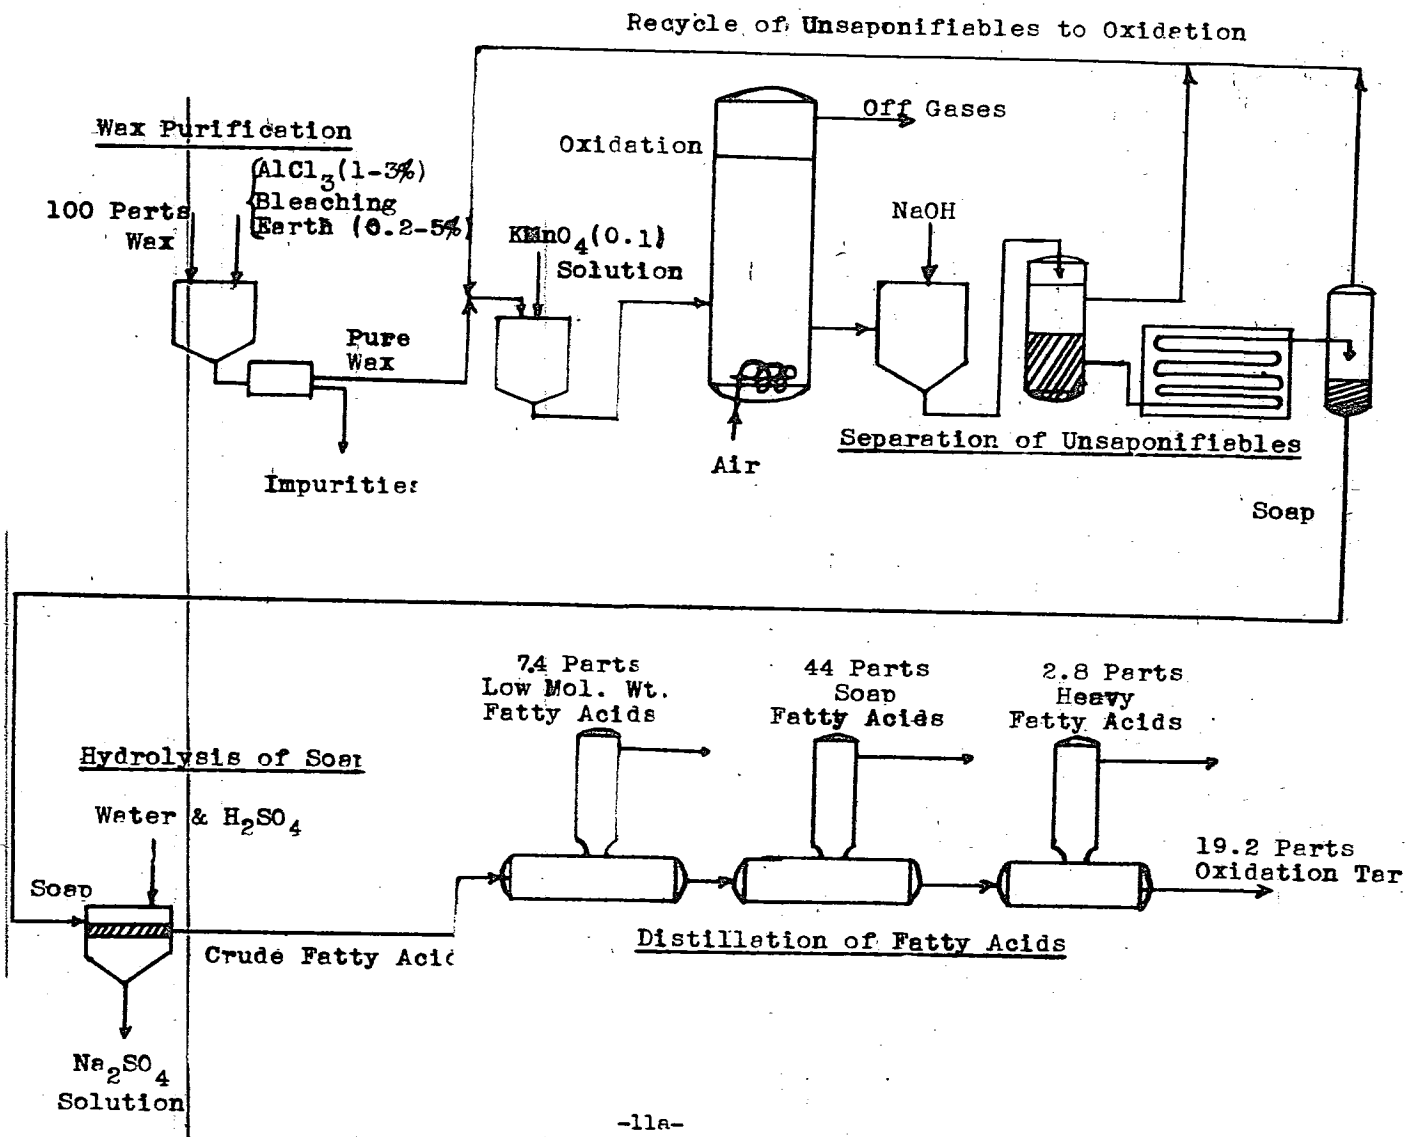 Recycle of Unsaponifiables to Oxidation
Wax Purification
AlCl3(1-3%)
Bleaching
Earth (0.2-5%)
100 Parts
Wax
Oxidation
Off Gases
KMnO4(0.1)
Solution
NaOH
Pure
Wax
Impurities
Air
Separation of Unsaponifiables
Soap
7.4 Parts
Low Mol. Wt.
Fatty Acids
44 Parts
Soap
Fatty Acids
2.8 Parts
Heavy
Fatty Acids
Hydrolysis of Soap
Water & H2SO4
Soap
19.2 Parts
Oxidation Tar
Crude Fatty Acid
Distillation of Fatty Acids
Na2SO4
Solution
-11a-